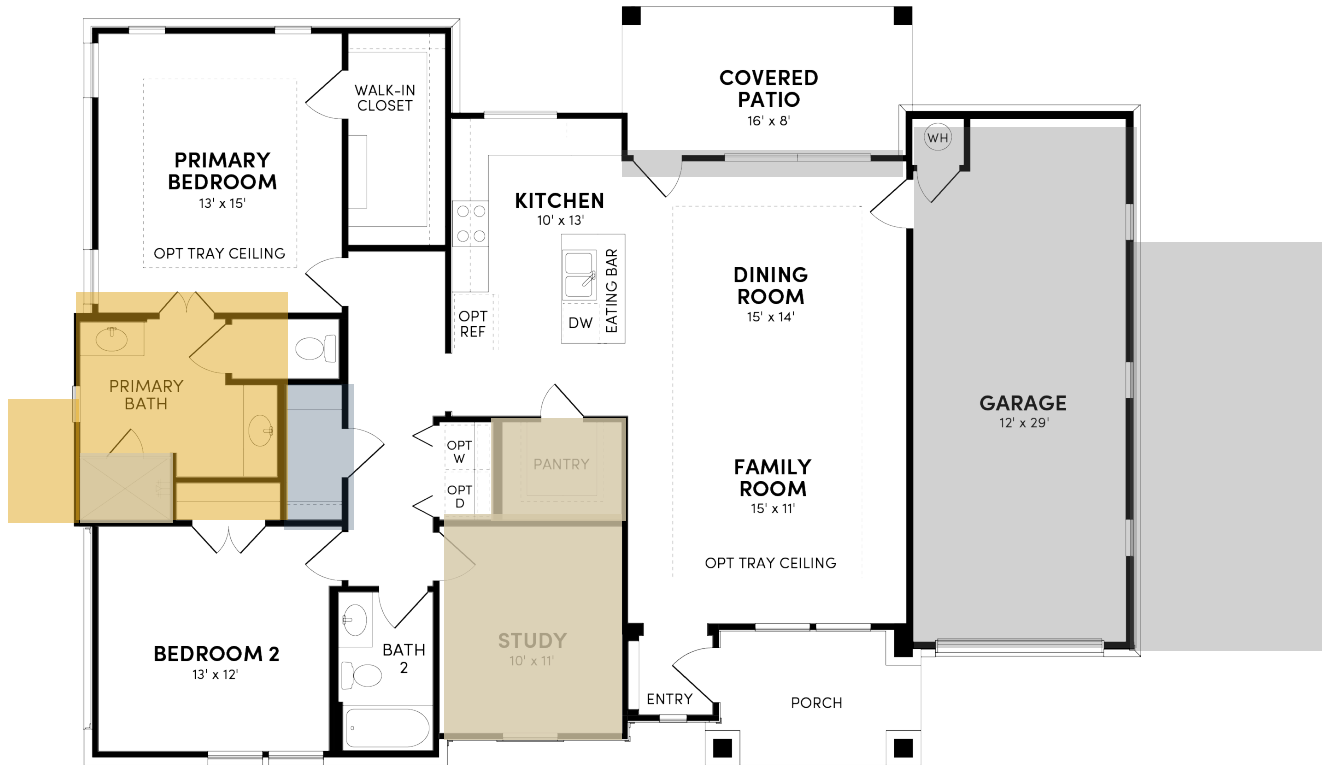 COVERED
PATIO
16' x 8'
WALK-IN
CLOSET
WH
PRIMARY
BEDROOM
13' x 15'
OPT TRAY CEILING
KITCHEN
10' x 13'
EATING BAR
DW
OPT
REF
DINING
ROOM
15' x 14'
PRIMARY
BATH
GARAGE
12' x 29'
OPT
W
OPT
D
PANTRY
FAMILY
ROOM
15' x 11'
OPT TRAY CEILING
BEDROOM 2
13' x 12'
BATH
2
STUDY
10' x 11'
ENTRY
PORCH